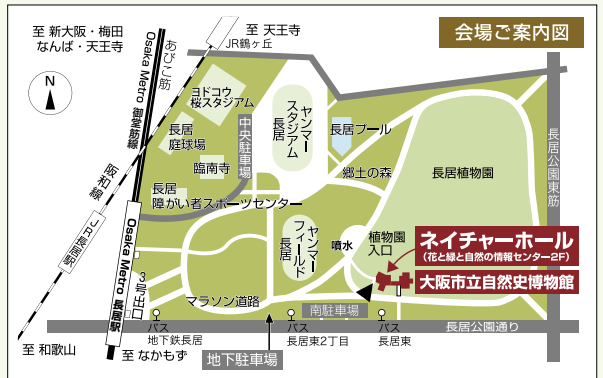 会場ご案内図
至 新大阪・梅田
なんば・天王寺
至 天王寺
JR鶴ヶ丘
N
あびこ筋
Osaka Metro 御堂筋線
阪和線
JR長居駅
Osaka Metro 長居駅
3号出口
至 和歌山
至 なかもず
ヨドコウ
桜スタジアム
長居
庭球場
臨南寺
長居
障がい者スポーツセンター
中央駐車場
ヤンマー
スタジアム
長居
長居プール
郷土の森
長居植物園
長居公園東筋
ヤンマー
フィールド
長居
噴水
植物園
入口
ネイチャーホール
(花と緑と自然の情報センター2F)
大阪市立自然史博物館
マラソン道路
南駐車場
長居公園通り
バス
地下鉄長居
地下駐車場
バス
長居東2丁目
バス
長居東